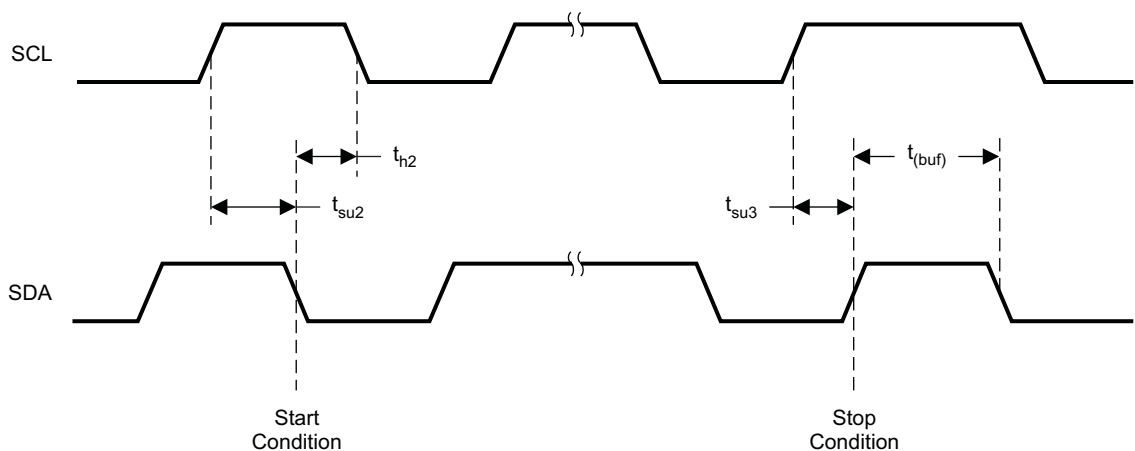 SCL
t_h2
t_(buf)
t_su2
t_su3
SDA
Start
Condition
Stop
Condition